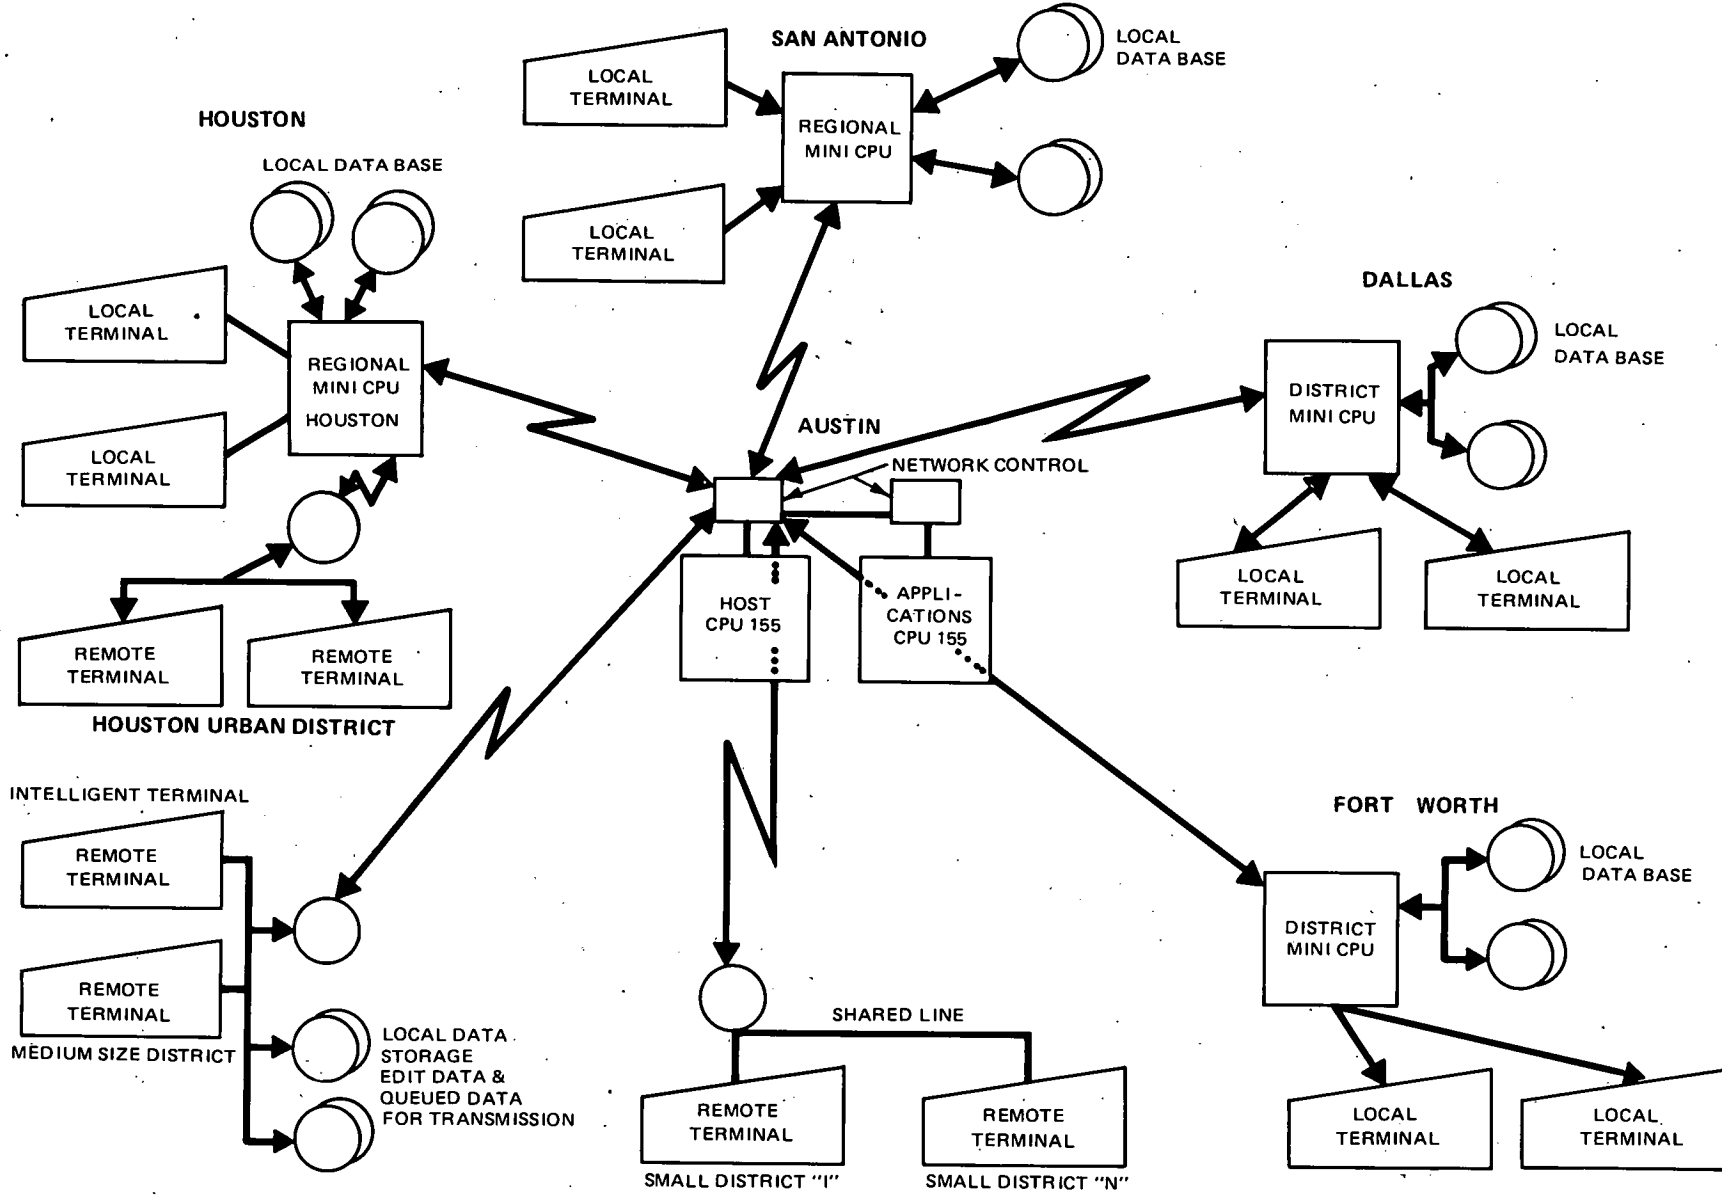 SAN ANTONIO
LOCAL
DATA BASE
LOCAL
TERMINAL
REGIONAL
MINI CPU
LOCAL
TERMINAL
HOUSTON
LOCAL DATA BASE
LOCAL
TERMINAL
REGIONAL
MINI CPU
HOUSTON
LOCAL
TERMINAL
REMOTE
TERMINAL
REMOTE
TERMINAL
HOUSTON URBAN DISTRICT
DALLAS
LOCAL
DATA BASE
DISTRICT
MINI CPU
LOCAL
TERMINAL
LOCAL
TERMINAL
AUSTIN
NETWORK CONTROL
HOST
CPU 155
APPLI-
CATIONS
CPU 155
INTELLIGENT TERMINAL
REMOTE
TERMINAL
REMOTE
TERMINAL
MEDIUM SIZE DISTRICT
LOCAL DATA
STORAGE
EDIT DATA &
QUEUED DATA
FOR TRANSMISSION
SHARED LINE
REMOTE
TERMINAL
SMALL DISTRICT "I"
REMOTE
TERMINAL
SMALL DISTRICT "N"
FORT WORTH
LOCAL
DATA BASE
DISTRICT
MINI CPU
LOCAL
TERMINAL
LOCAL
TERMINAL